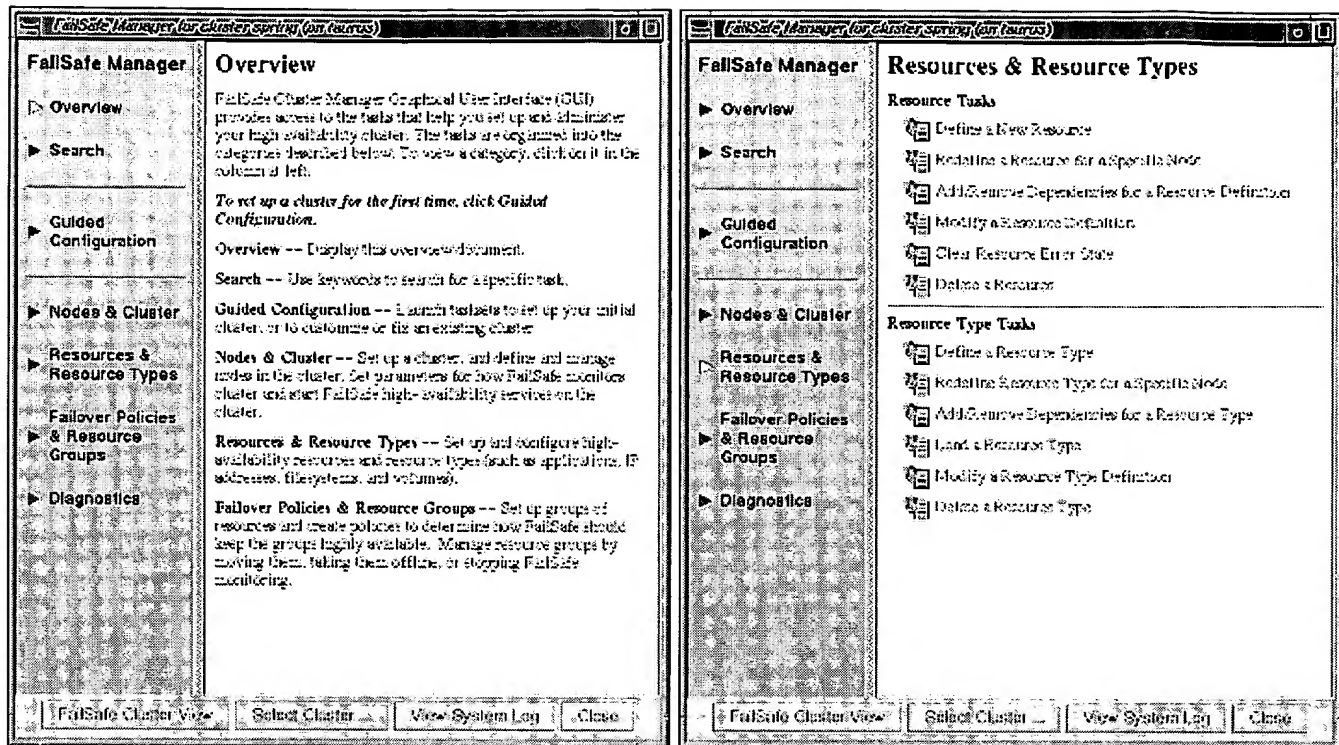 FailSafe Manager for cluster spring (on taurus)
FailSafe Manager
Overview
Search
Guided
Configuration
Nodes & Cluster
Resources &
Resource Types
Failover Policies
& Resource
Groups
Diagnostics
Overview
FailSafe Cluster Manager Graphical User Interface (GUI)
provides access to the tasks that help you set up and administer
your high availability cluster. The tasks are organized into the
categories described below. To view a category, click on it in the
column at left.
To set up a cluster for the first time, click Guided
Configuration.
Overview -- Display this overview document.
Search -- Use keywords to search for a specific task.
Guided Configuration -- Launch tasksets to set up your initial
cluster, or to customize or fix an existing cluster
Nodes & Cluster -- Set up a cluster, and define and manage
nodes in the cluster. Set parameters for how FailSafe monitors
cluster and start FailSafe high-availability services on the
cluster.
Resources & Resource Types -- Set up and configure high-
availability resources and resource types (such as applications, IP
addresses, filesystems, and volumes).
Failover Policies & Resource Groups -- Set up groups of
resources and create policies to determine how FailSafe should
keep the groups highly available. Manage resource groups by
moving them, taking them offline, or stopping FailSafe
monitoring.
FailSafe Cluster View
Select Cluster ...
View System Log
Close
FailSafe Manager for cluster spring (on taurus)
FailSafe Manager
Overview
Search
Guided
Configuration
Nodes & Cluster
Resources &
Resource Types
Failover Policies
& Resource
Groups
Diagnostics
Resources & Resource Types
Resource Tasks
Define a New Resource
Redefine a Resource for a Specific Node
Add/Remove Dependencies for a Resource Definition
Modify a Resource Definition
Clear Resource Error State
Delete a Resource
Resource Type Tasks
Define a Resource Type
Redefine Resource Type for a Specific Node
Add/Remove Dependencies for a Resource Type
Load a Resource Type
Modify a Resource Type Definition
Delete a Resource Type
FailSafe Cluster View
Select Cluster ...
View System Log
Close